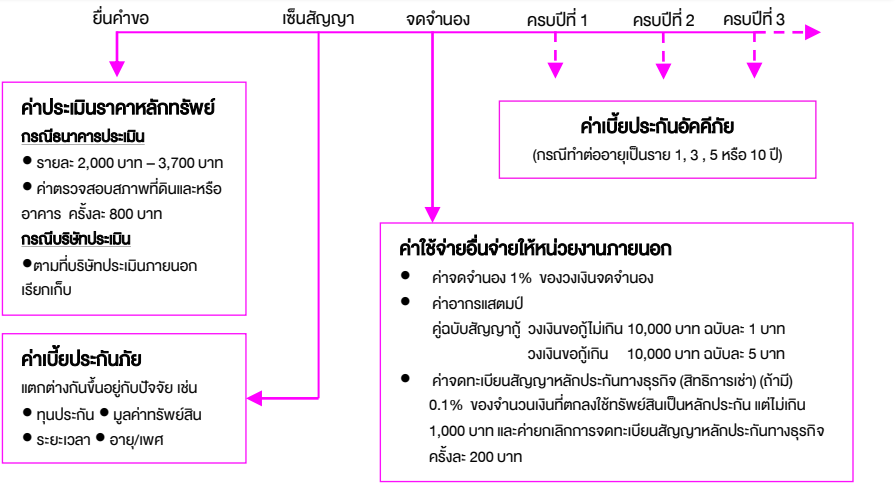 ยื่นคำขอ เซ็นสัญญา จดจำนอง ครบปีที่ 1 ครบปีที่ 2 ครบปีที่ 3
ค่าประเมินราคาหลักทรัพย์
กรณีธนาคารประเมิน
● รายละ 2,000 บาท – 3,700 บาท
● ค่าตรวจสอบสภาพที่ดินและหรือ
อาคาร ครั้งละ 800 บาท
กรณีบริษัทประเมิน
●ตามที่บริษัทประเมินภายนอก
เรียกเก็บ
ค่าเบี้ยประกันภัย
แตกต่างกันขึ้นอยู่กับปัจจัย เช่น
● ทุนประกัน ● มูลค่าทรัพย์สิน
● ระยะเวลา ● อายุ/เพศ
ค่าเบี้ยประกันอัคคีภัย
(กรณีทำต่ออายุเป็นราย 1, 3 , 5 หรือ 10 ปี)
ค่าใช้จ่ายอื่นจ่ายให้หน่วยงานภายนอก
● ค่าจดจำนอง 1% ของวงเงินจดจำนอง
● ค่าอากรแสตมป์
คู่ฉบับสัญญากู้ วงเงินขอกู้ไม่เกิน 10,000 บาท ฉบับละ 1 บาท
วงเงินขอกู้เกิน 10,000 บาท ฉบับละ 5 บาท
● ค่าจดทะเบียนสัญญาหลักประกันทางธุรกิจ (สิทธิการเช่า) (ถ้ามี)
0.1% ของจำนวนเงินที่ตกลงใช้ทรัพย์สินเป็นหลักประกัน แต่ไม่เกิน
1,000 บาท และค่ายกเลิกการจดทะเบียนสัญญาหลักประกันทางธุรกิจ
ครั้งละ 200 บาท